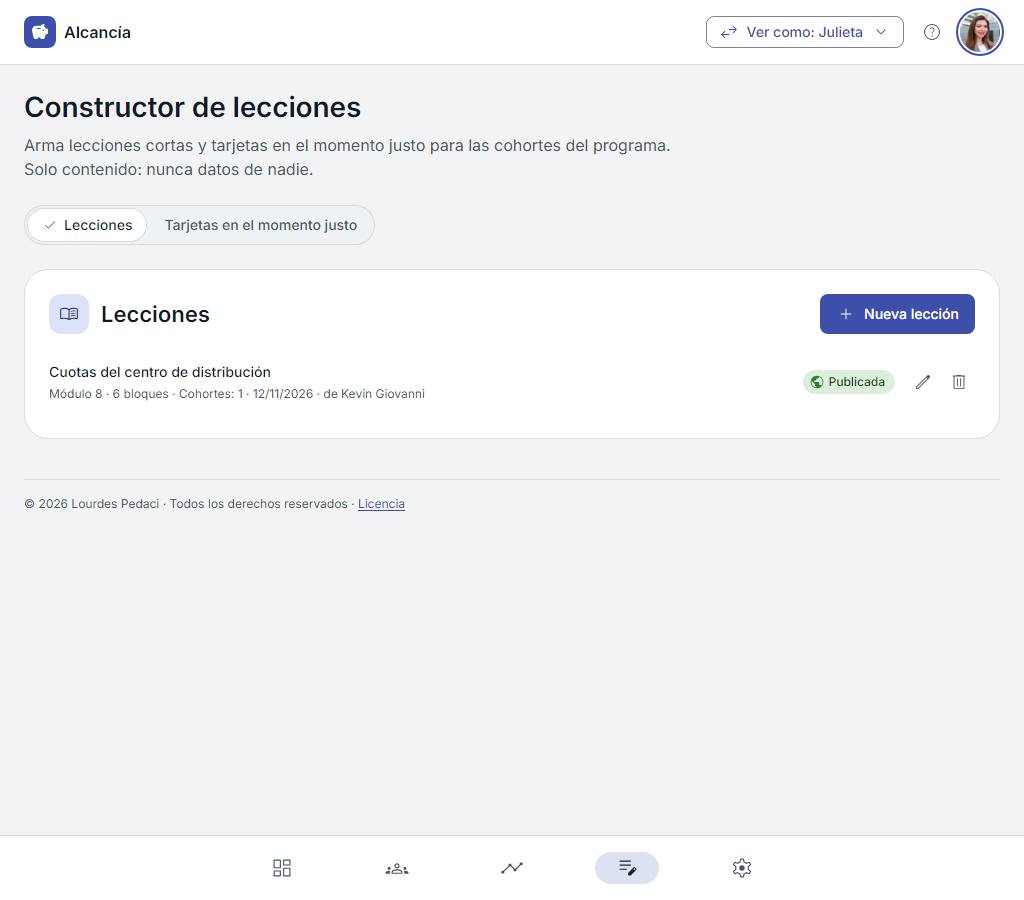 Alcancía
Ver como: Julieta
Constructor de lecciones
Arma lecciones cortas y tarjetas en el momento justo para las cohortes del programa.
Solo contenido: nunca datos de nadie.
Lecciones
Tarjetas en el momento justo
Lecciones
Nueva lección
Cuotas del centro de distribución
Módulo 8 · 6 bloques · Cohortes: 1 · 12/11/2026 · de Kevin Giovanni
Publicada
© 2026 Lourdes Pedaci · Todos los derechos reservados · Licencia